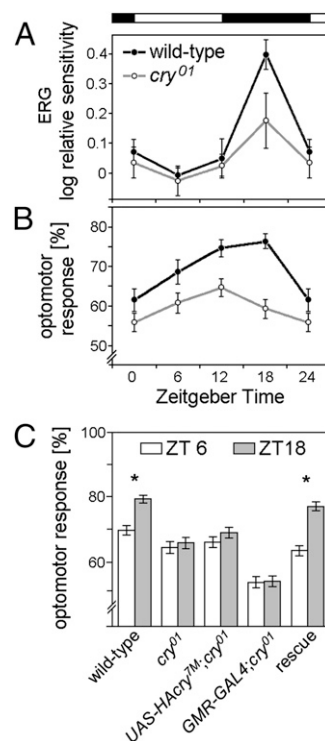 A
wild-type
cry01
ERG
log relative sensitivity
0.4
0.3
0.2
0.1
0
B
optomotor
response [%]
80
70
60
50
0 6 12 18 24
Zeitgeber Time
C
optomotor response [%]
100
80
60
ZT 6 ZT18
* *
wild-type
cry01
UAS-HAcry7M;cry01
GMR-GAL4;cry01
rescue